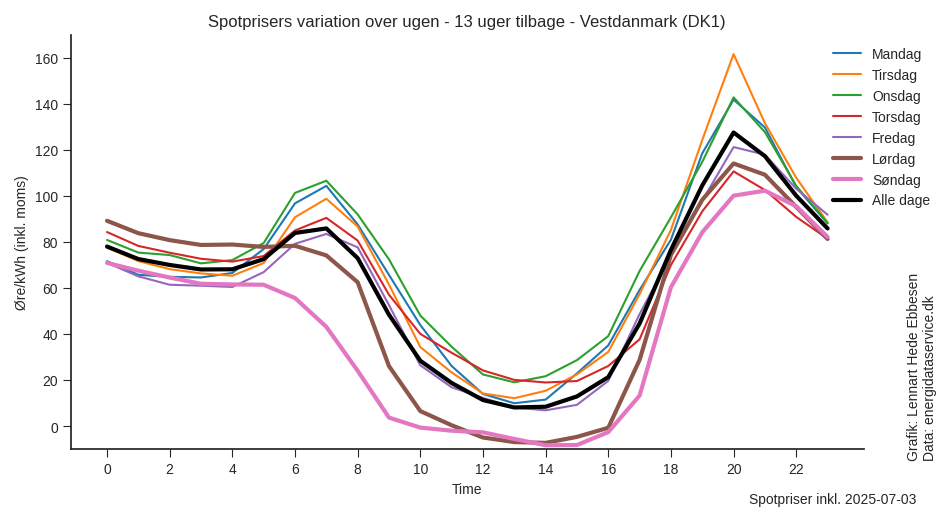 Spotprisers variation over ugen - 13 uger tilbage - Vestdanmark (DK1)
Øre/kWh (inkl. moms)
160
140
120
100
80
60
40
20
0
0 2 4 6 8 10 12 14 16 18 20 22
Time
Mandag
Tirsdag
Onsdag
Torsdag
Fredag
Lørdag
Søndag
Alle dage
Grafik: Lennart Hede Ebbesen
Data: energidataservice.dk
Spotpriser inkl. 2025-07-03